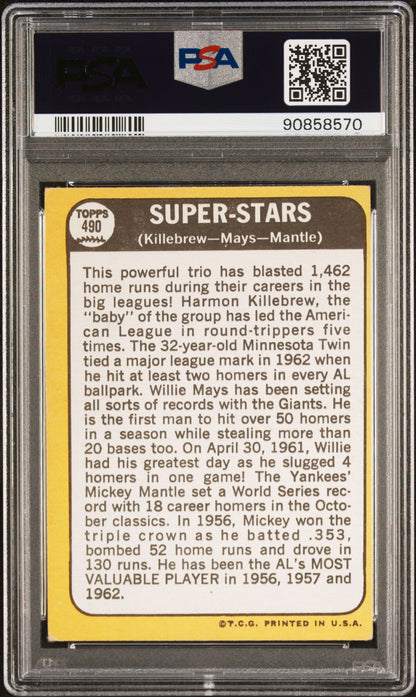 PSA
PSA
90858570
TOPPS
490
SUPER-STARS
(Killebrew—Mays—Mantle)
This powerful trio has blasted 1,462
home runs during their careers in the
big leagues! Harmon Killebrew, the
“baby” of the group has led the Ameri-
can League in round-trippers five
times. The 32-year-old Minnesota Twin
tied a major league mark in 1962 when
he hit at least two homers in every AL
ballpark. Willie Mays has been setting
all sorts of records with the Giants. He
is the first man to hit over 50 homers
in a season while stealing more than
20 bases too. On April 30, 1961, Willie
had his greatest day as he slugged 4
homers in one game! The Yankees'
Mickey Mantle set a World Series rec-
ord with 18 career homers in the Octo-
ber classics. In 1956, Mickey won the
triple crown as he batted .353,
bombed 52 home runs and drove in
130 runs. He has been the AL's MOST
VALUABLE PLAYER in 1956, 1957 and
1962.
©T.C.G. PRINTED IN U.S.A.
PSA